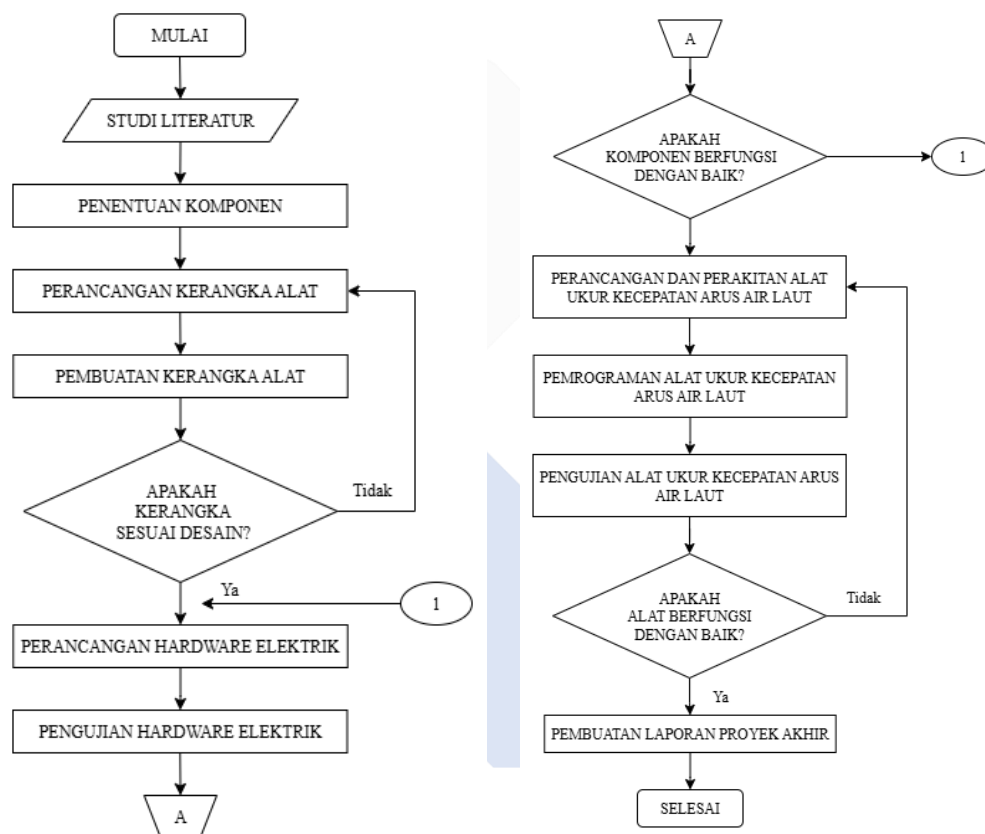 MULAI
STUDI LITERATUR
PENENTUAN KOMPONEN
PERANCANGAN KERANGKA ALAT
PEMBUATAN KERANGKA ALAT
APAKAH
KERANGKA
SESUAI DESAIN?
Tidak
Ya
1
PERANCANGAN HARDWARE ELEKTRIK
PENGUJIAN HARDWARE ELEKTRIK
A
A
APAKAH
KOMPONEN BERFUNGSI
DENGAN BAIK?
1
PERANCANGAN DAN PERAKITAN ALAT
UKUR KECEPATAN ARUS AIR LAUT
PEMROGRAMAN ALAT UKUR KECEPATAN
ARUS AIR LAUT
PENGUJIAN ALAT UKUR KECEPATAN ARUS
AIR LAUT
APAKAH
ALAT BERFUNGSI
DENGAN BAIK?
Tidak
Ya
PEMBUATAN LAPORAN PROYEK AKHIR
SELESAI